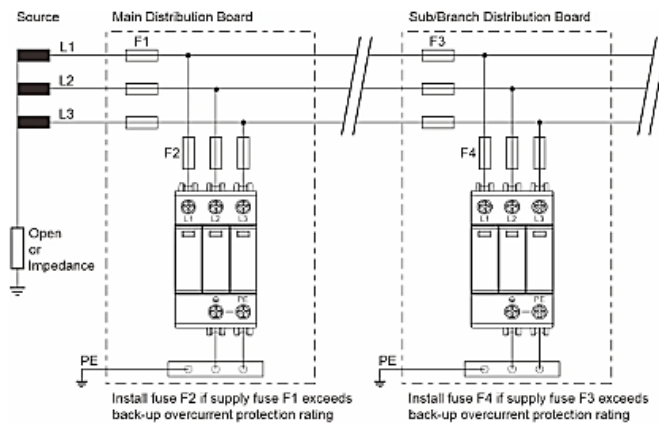 Source
Main Distribution Board
Sub/Branch Distribution Board
L1
F1
F3
L2
L3
F2
F4
L1 L2 L3
L1 L2 L3
Open
or
Impedance
PE
PE
PE
PE
Install fuse F2 if supply fuse F1 exceeds
back-up overcurrent protection rating
Install fuse F4 if supply fuse F3 exceeds
back-up overcurrent protection rating